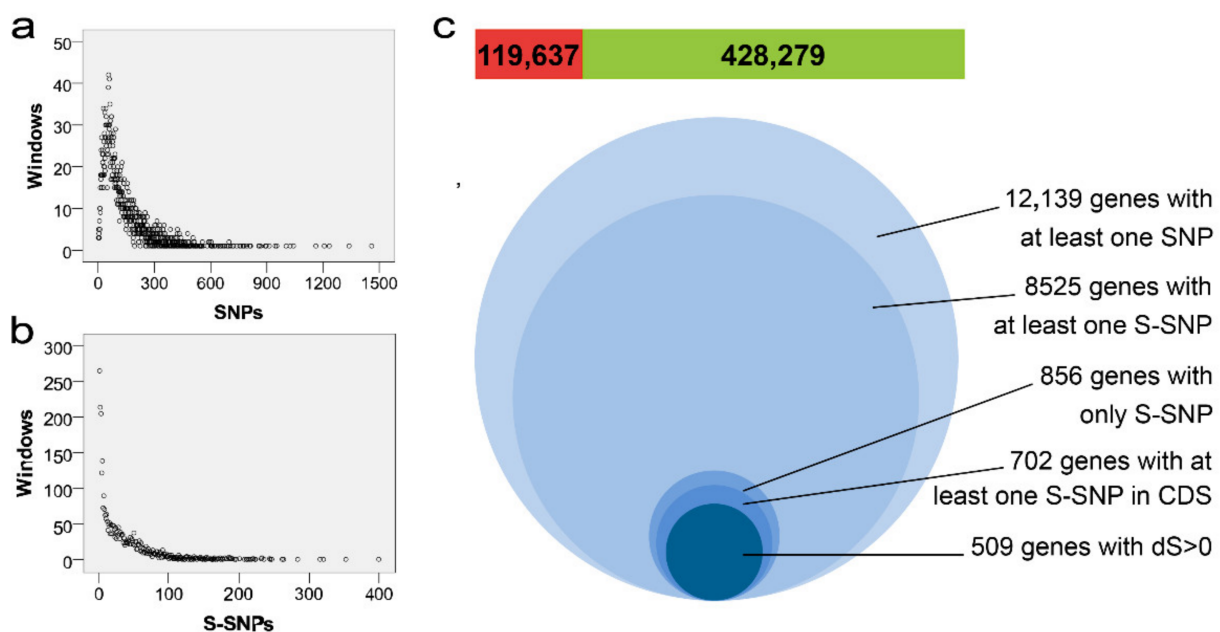 a
50
40
30
20
10
0
Windows
0 300 600 900 1200 1500
SNPs
b
300
250
200
150
100
50
0
Windows
0 100 200 300 400
S-SNPs
c
119,637 428,279
,
12,139 genes with
at least one SNP
8525 genes with
at least one S-SNP
856 genes with
only S-SNP
702 genes with at
least one S-SNP in CDS
509 genes with dS>0